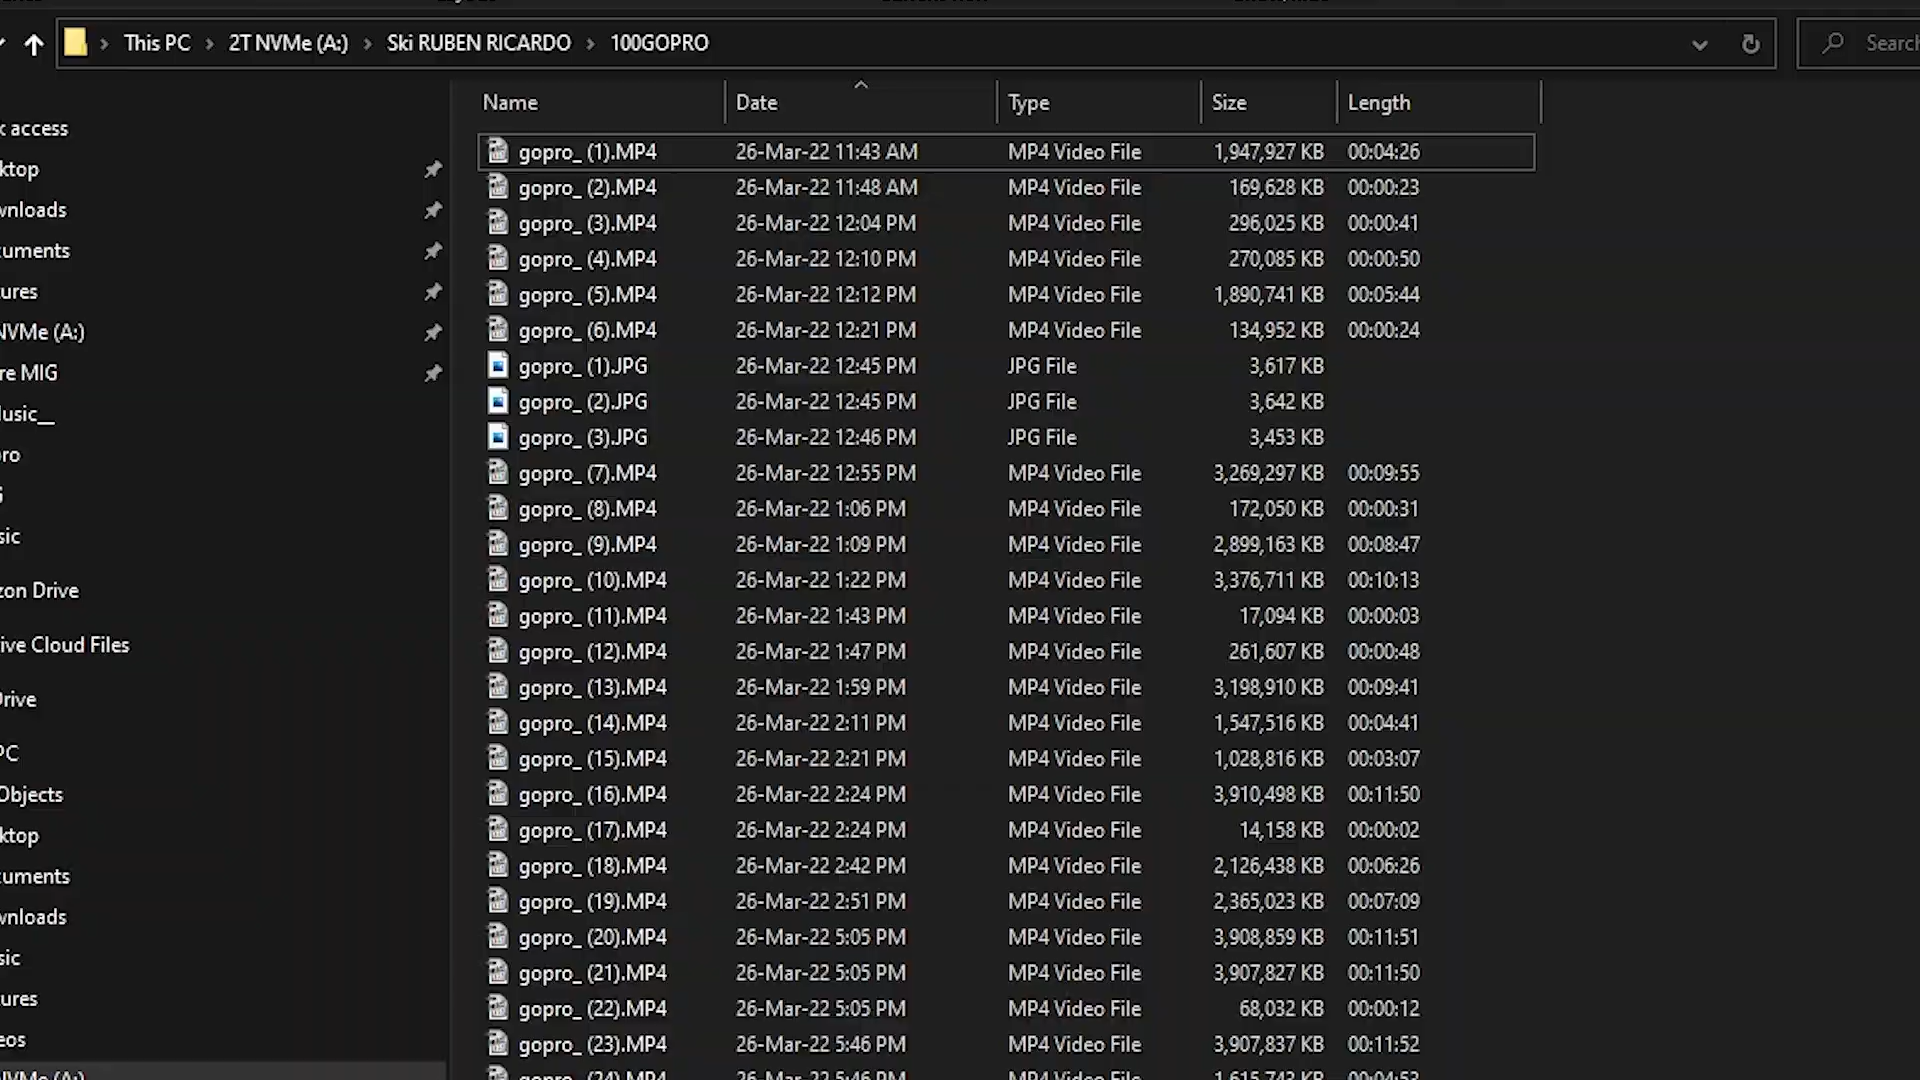 This PC > 2T NVMe (A:) > Ski RUBEN RICARDO > 100GOPRO
Search
Name Date Type Size Length
gopro_ (1).MP4 26-Mar-22 11:43 AM MP4 Video File 1,947,927 KB 00:04:26
gopro_ (2).MP4 26-Mar-22 11:48 AM MP4 Video File 169,628 KB 00:00:23
gopro_ (3).MP4 26-Mar-22 12:04 PM MP4 Video File 296,025 KB 00:00:41
gopro_ (4).MP4 26-Mar-22 12:10 PM MP4 Video File 270,085 KB 00:00:50
gopro_ (5).MP4 26-Mar-22 12:12 PM MP4 Video File 1,890,741 KB 00:05:44
gopro_ (6).MP4 26-Mar-22 12:21 PM MP4 Video File 134,952 KB 00:00:24
gopro_ (1).JPG 26-Mar-22 12:45 PM JPG File 3,617 KB
gopro_ (2).JPG 26-Mar-22 12:45 PM JPG File 3,642 KB
gopro_ (3).JPG 26-Mar-22 12:46 PM JPG File 3,453 KB
gopro_ (7).MP4 26-Mar-22 12:55 PM MP4 Video File 3,269,297 KB 00:09:55
gopro_ (8).MP4 26-Mar-22 1:06 PM MP4 Video File 172,050 KB 00:00:31
gopro_ (9).MP4 26-Mar-22 1:09 PM MP4 Video File 2,899,163 KB 00:08:47
gopro_ (10).MP4 26-Mar-22 1:22 PM MP4 Video File 3,376,711 KB 00:10:13
gopro_ (11).MP4 26-Mar-22 1:43 PM MP4 Video File 17,094 KB 00:00:03
gopro_ (12).MP4 26-Mar-22 1:47 PM MP4 Video File 261,607 KB 00:00:48
gopro_ (13).MP4 26-Mar-22 1:59 PM MP4 Video File 3,198,910 KB 00:09:41
gopro_ (14).MP4 26-Mar-22 2:11 PM MP4 Video File 1,547,516 KB 00:04:41
gopro_ (15).MP4 26-Mar-22 2:21 PM MP4 Video File 1,028,816 KB 00:03:07
gopro_ (16).MP4 26-Mar-22 2:24 PM MP4 Video File 3,910,498 KB 00:11:50
gopro_ (17).MP4 26-Mar-22 2:24 PM MP4 Video File 14,158 KB 00:00:02
gopro_ (18).MP4 26-Mar-22 2:42 PM MP4 Video File 2,126,438 KB 00:06:26
gopro_ (19).MP4 26-Mar-22 2:51 PM MP4 Video File 2,365,023 KB 00:07:09
gopro_ (20).MP4 26-Mar-22 5:05 PM MP4 Video File 3,908,859 KB 00:11:51
gopro_ (21).MP4 26-Mar-22 5:05 PM MP4 Video File 3,907,827 KB 00:11:50
gopro_ (22).MP4 26-Mar-22 5:05 PM MP4 Video File 68,032 KB 00:00:12
gopro_ (23).MP4 26-Mar-22 5:46 PM MP4 Video File 3,907,837 KB 00:11:52
gopro_ (24).MP4 26-Mar-22 5:46 PM MP4 Video File 1,615,743 KB 00:04:53
k access
ktop
wnloads
uments
ures
NVMe (A:)
re MIG
usic__
ro
sic
zon Drive
ive Cloud Files
Drive
PC
Objects
ktop
uments
wnloads
sic
ures
eos
NVMe (A:)